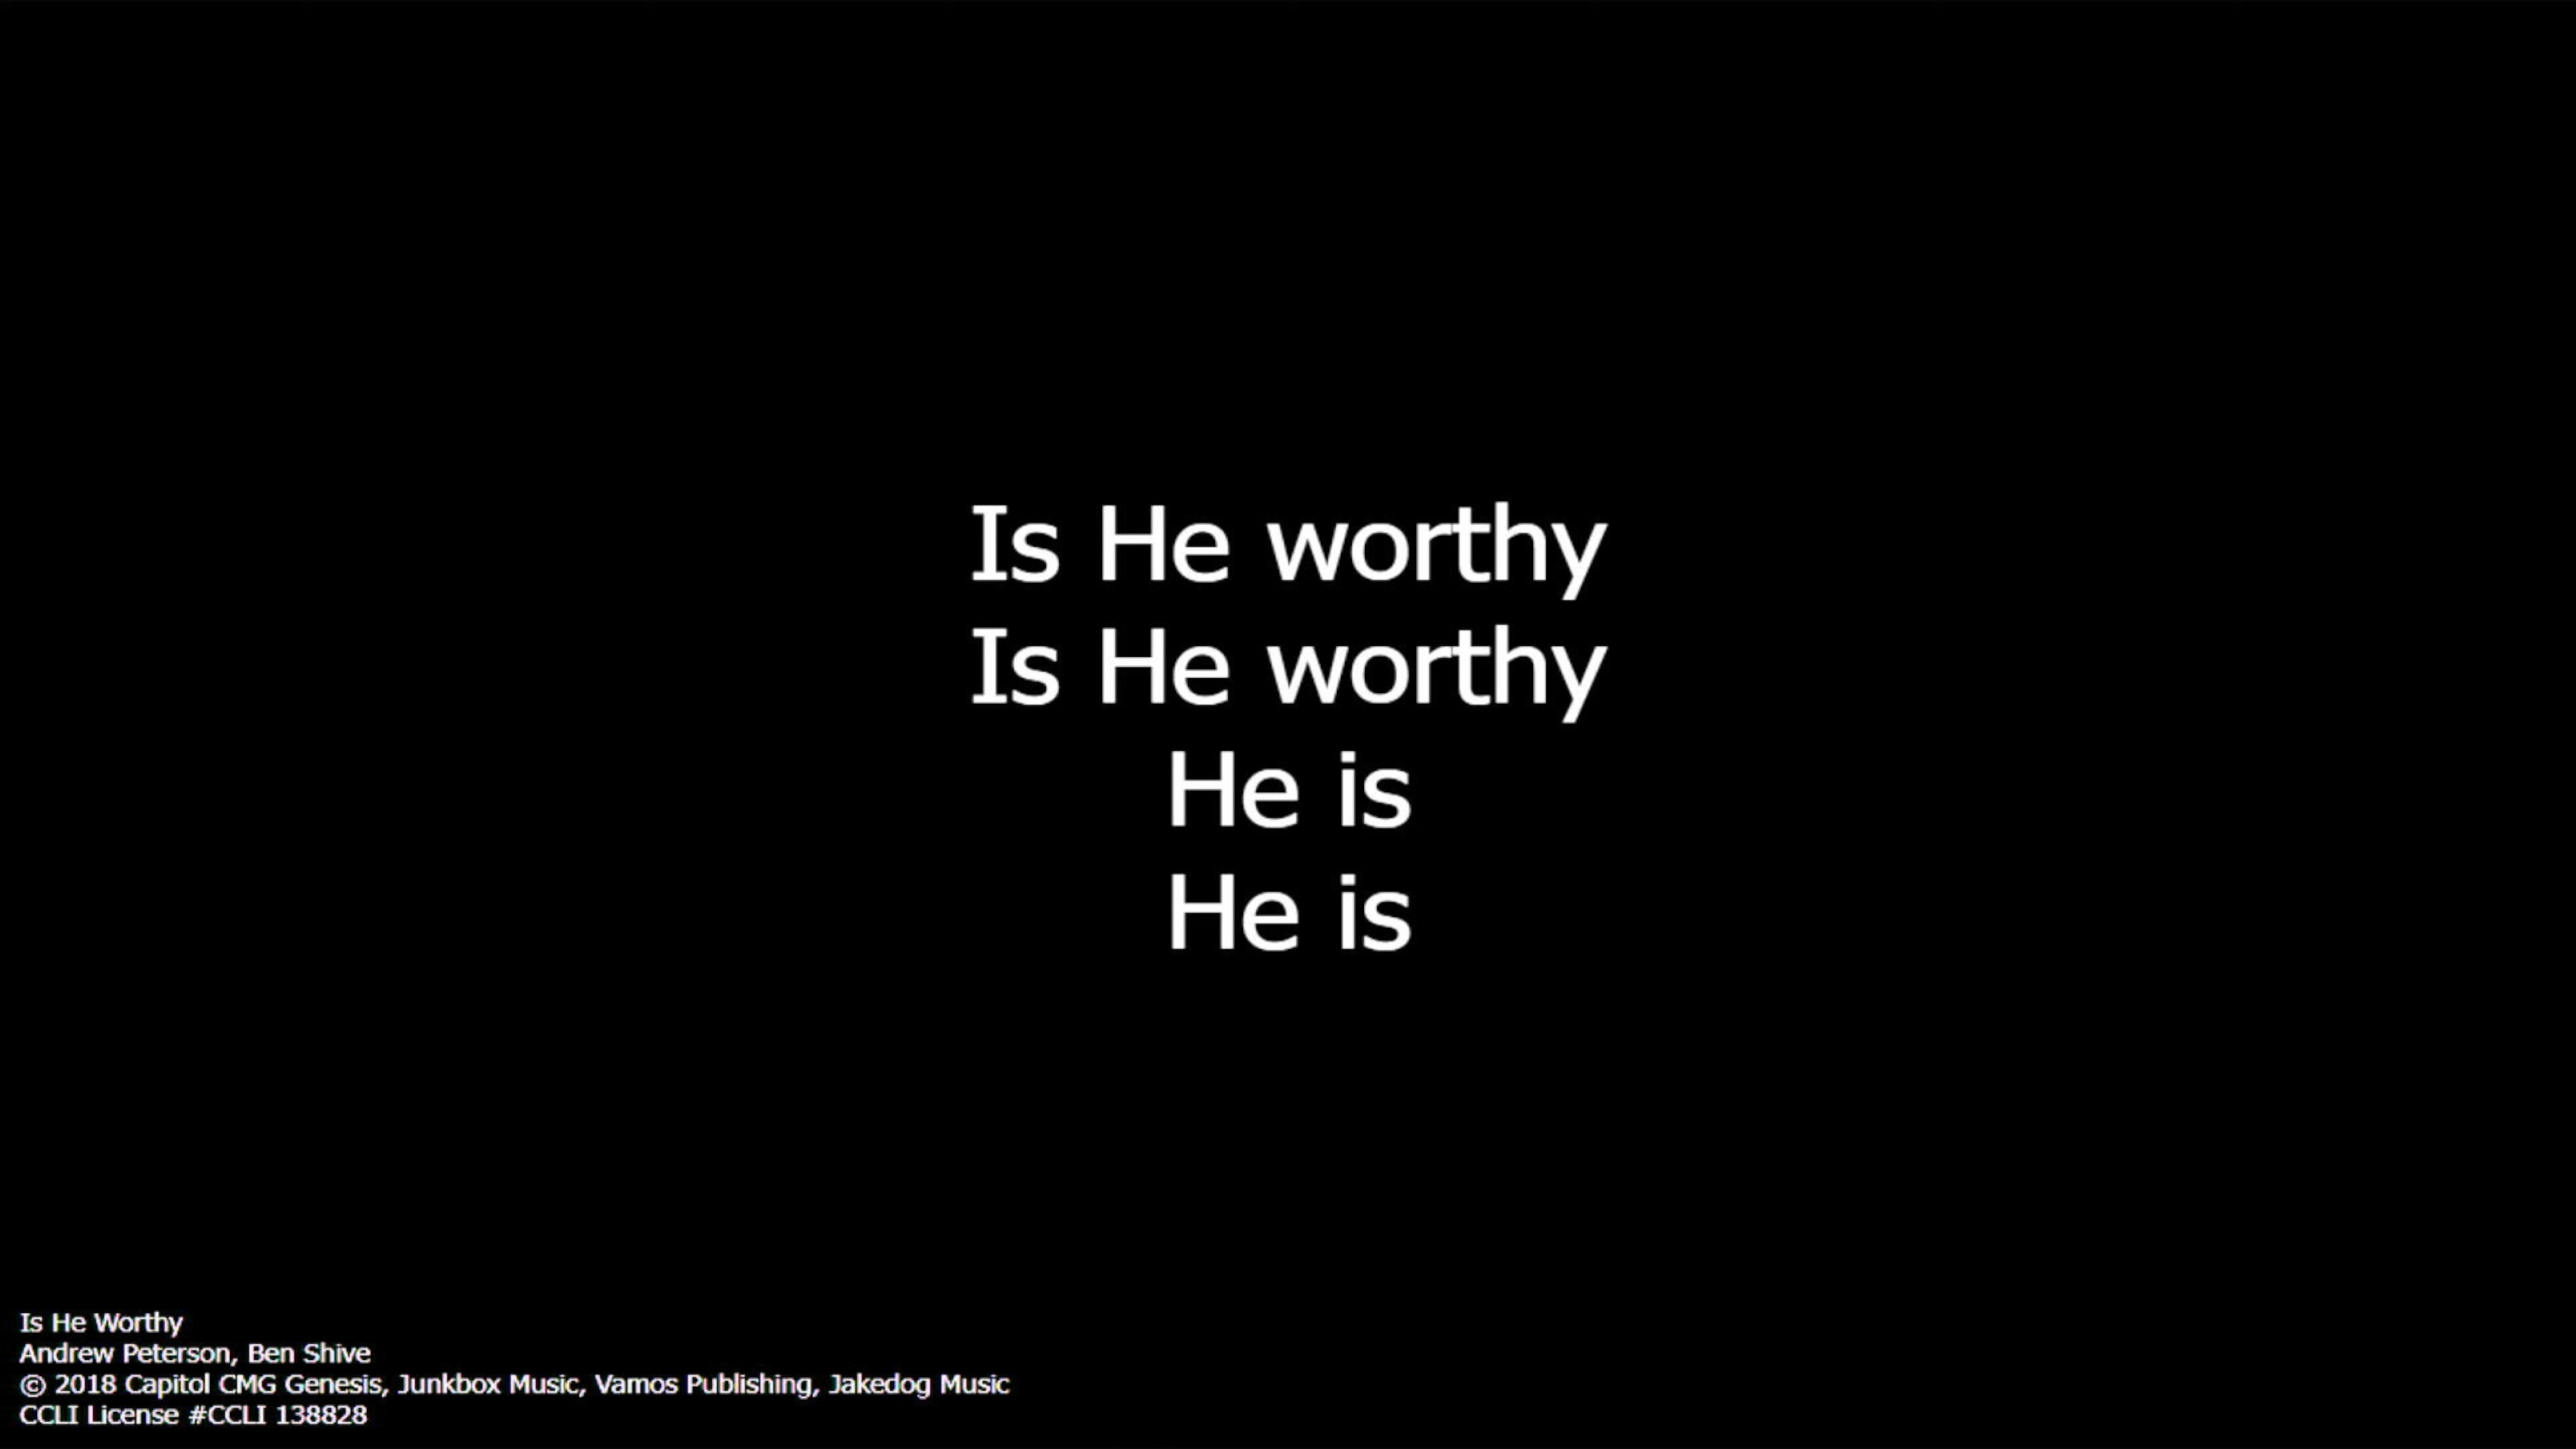 Is He worthy
Is He worthy
He is
He is
Is He Worthy
Andrew Peterson, Ben Shive
© 2018 Capitol CMG Genesis, Junkbox Music, Vamos Publishing, Jakedog Music
CCLI License #CCLI 138828